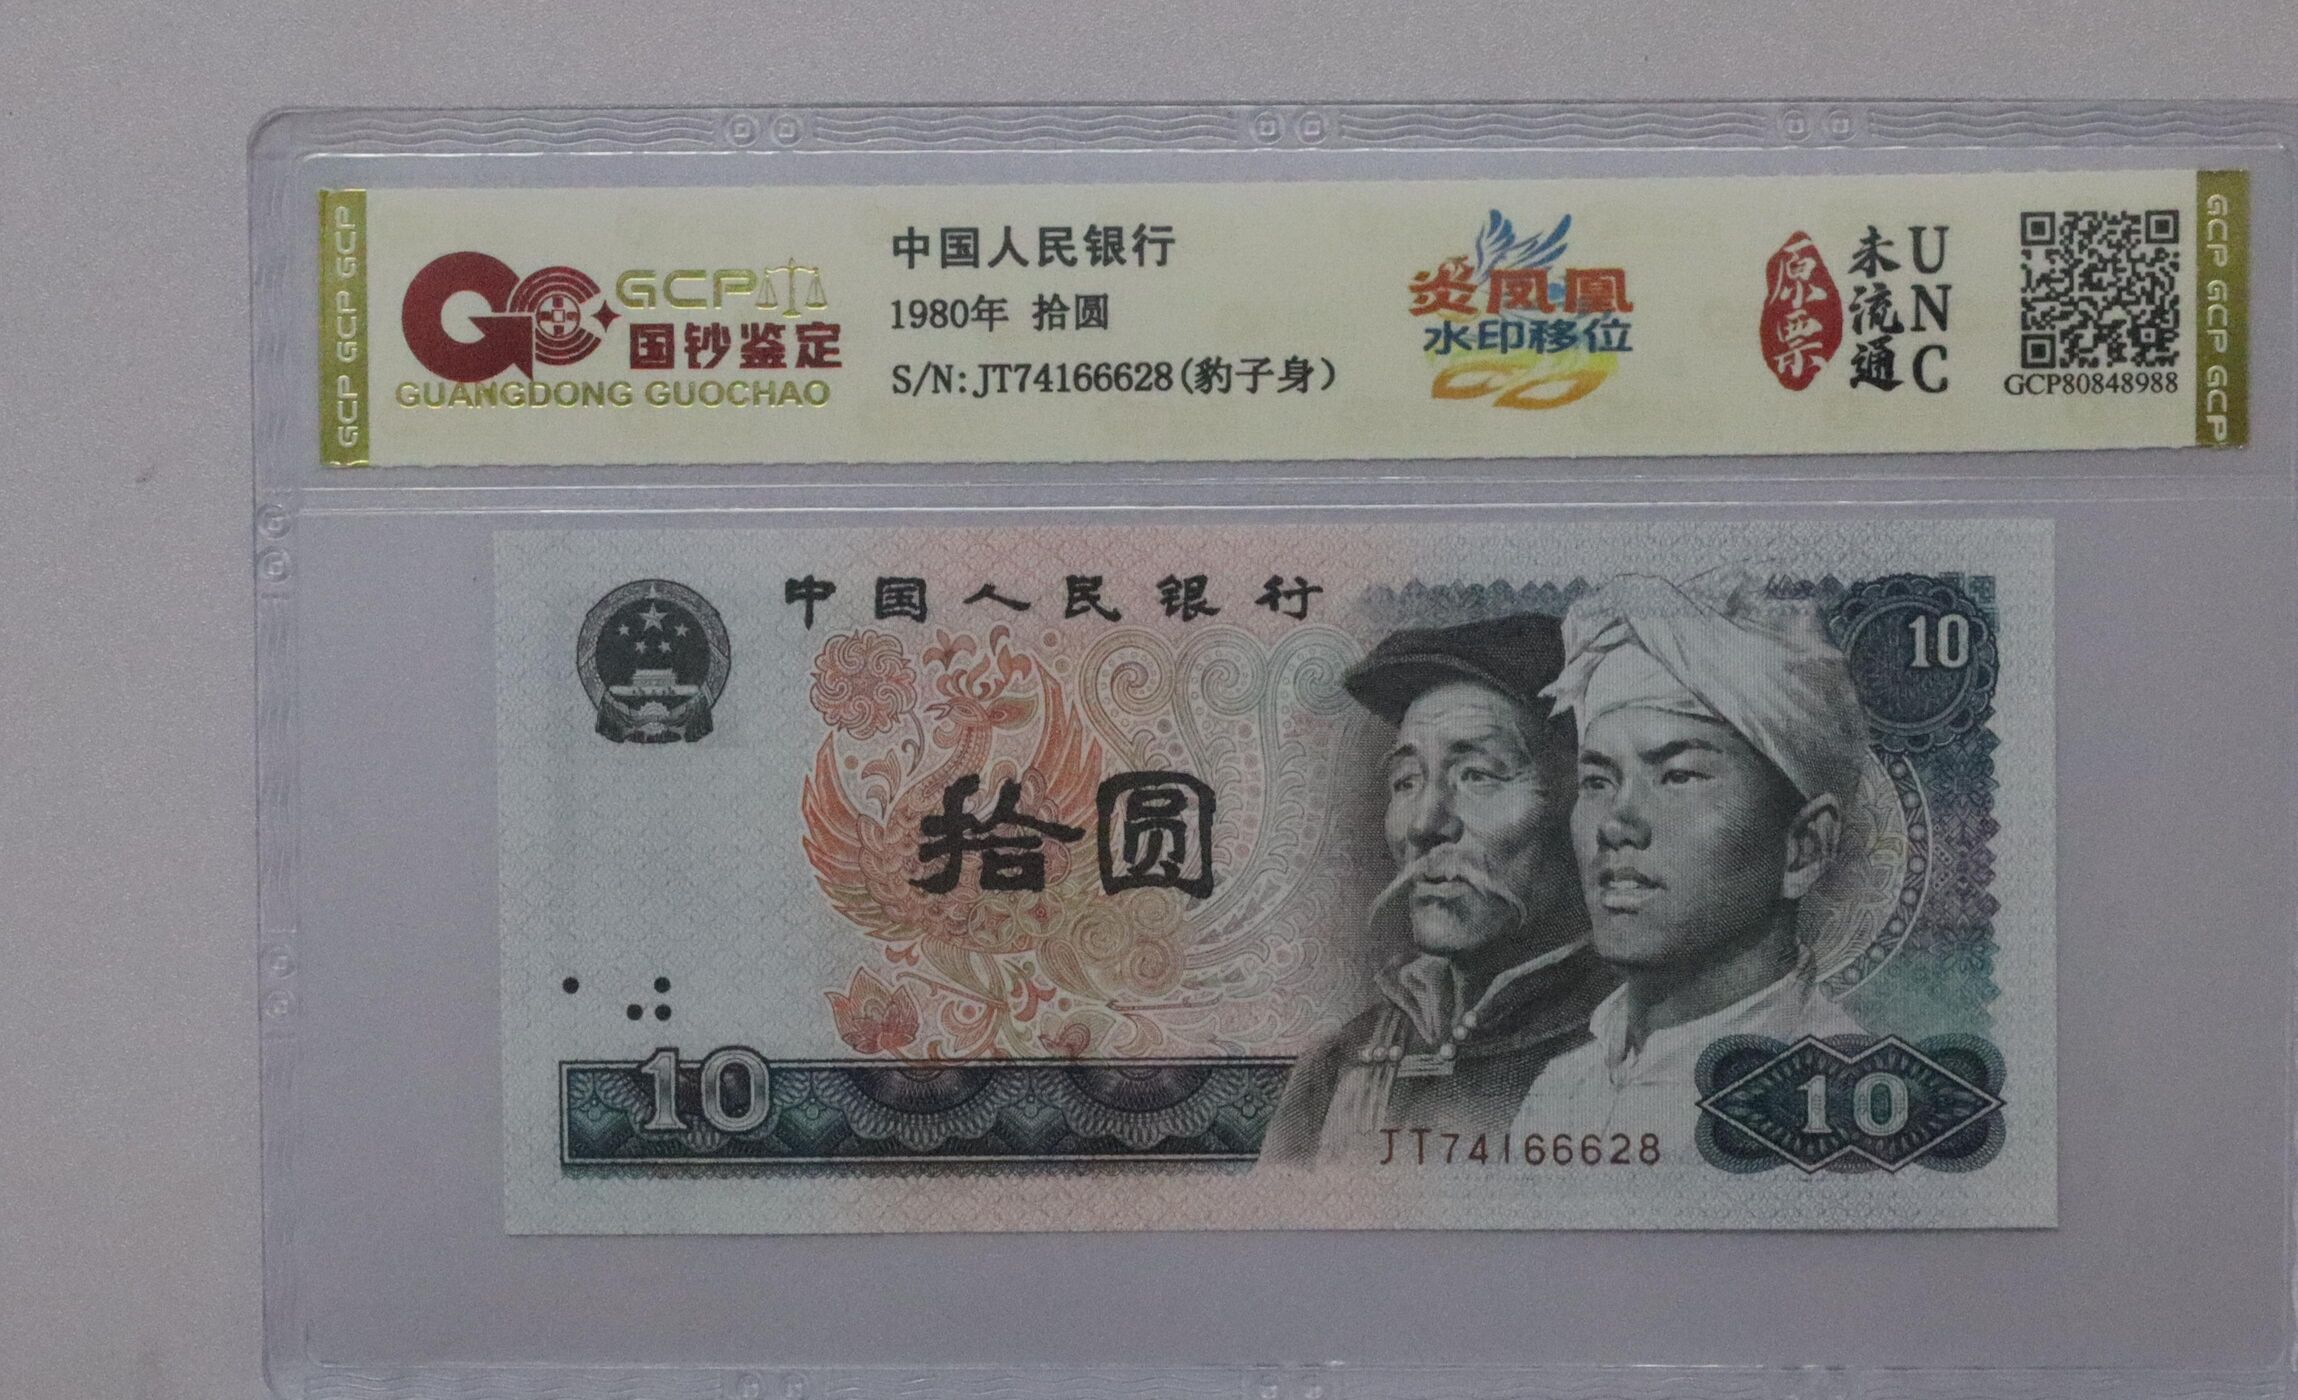 GCP GCP GCP
GCP
国钞鉴定
GUANGDONG GUOCHAO
中国人民银行
1980年 拾圆
S/N:JT74166628(豹子身)
炎凤凰
水印移位
原票
未流通
UNC
GCP80848988
GCP GCP GCP
中国人民银行
10
拾圆
10
JT74166628
10